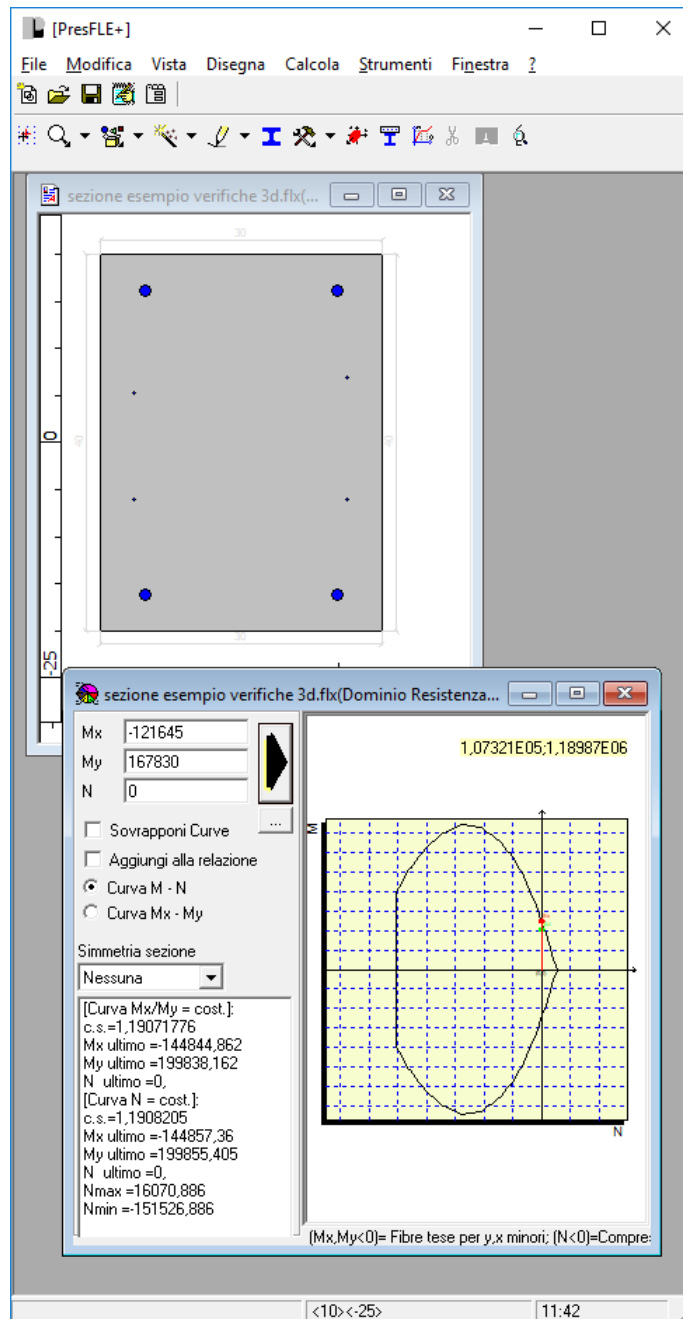 [PresFLE+]
File Modifica Vista Disegna Calcola Strumenti Finestra ?
sezione esempio verifiche 3d.flx(...
30
0
40
40
30
-25
sezione esempio verifiche 3d.flx(Dominio Resistenza...
Mx -121645
My 167830
N 0
...
Sovrapponi Curve
Aggiungi alla relazione
Curva M - N
Curva Mx - My
Simmetria sezione
Nessuna
[Curva Mx/My = cost.]:
c.s.=1,19071776
Mx ultimo =-144844,862
My ultimo =199838,162
N ultimo =0,
[Curva N = cost.]:
c.s.=1,1908205
Mx ultimo =-144857,36
My ultimo =199855,405
N ultimo =0,
Nmax =16070,886
Nmin =-151526,886
1,07321E05;1,18987E06
M
N
(Mx,My<0)= Fibre tese per y,x minori; (N<0)=Compre
<10><-25>
11:42